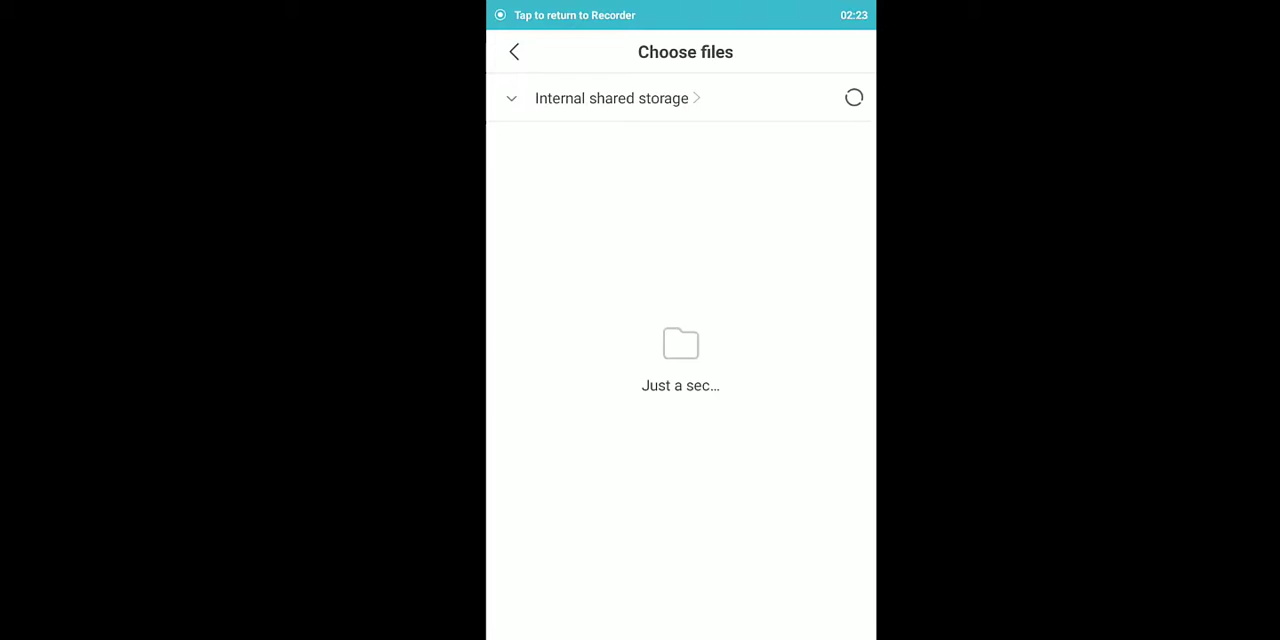 Tap to return to Recorder 02:23
Choose files
Internal shared storage
Just a sec...